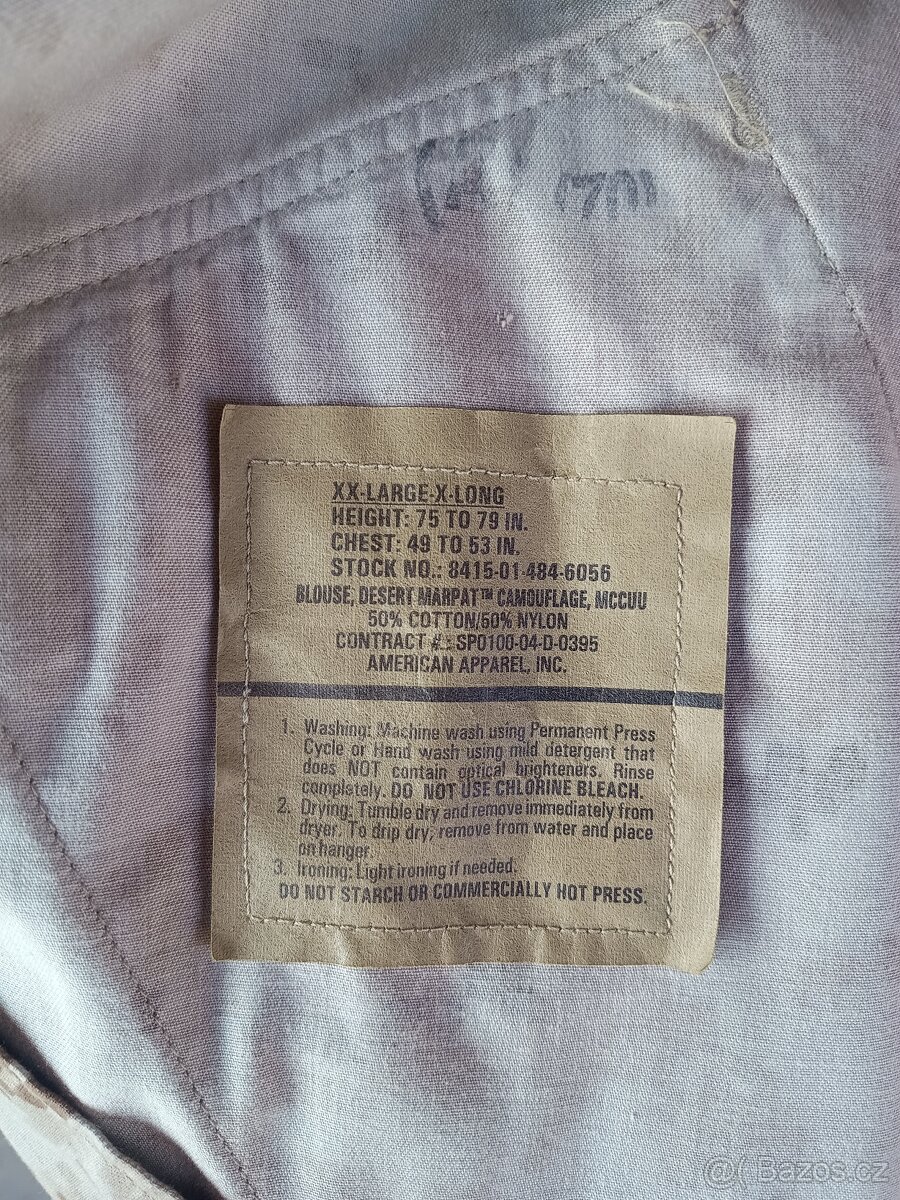 XX-LARGE-X-LONG
HEIGHT: 75 TO 79 IN.
CHEST: 49 TO 53 IN.
STOCK NO.: 8415-01-484-6056
BLOUSE, DESERT MARPAT™ CAMOUFLAGE, MCCUU
50% COTTON/50% NYLON
CONTRACT #.: SP0100-04-D-0395
AMERICAN APPAREL, INC.
1. Washing: Machine wash using Permanent Press
Cycle or Hand wash using mild detergent that
does NOT contain optical brighteners. Rinse
completely. DO NOT USE CHLORINE BLEACH.
2. Drying: Tumble dry and remove immediately from
dryer. To drip dry, remove from water and place
on hanger.
3. Ironing: Light ironing if needed.
DO NOT STARCH OR COMMERCIALLY HOT PRESS.
Bazos.cz